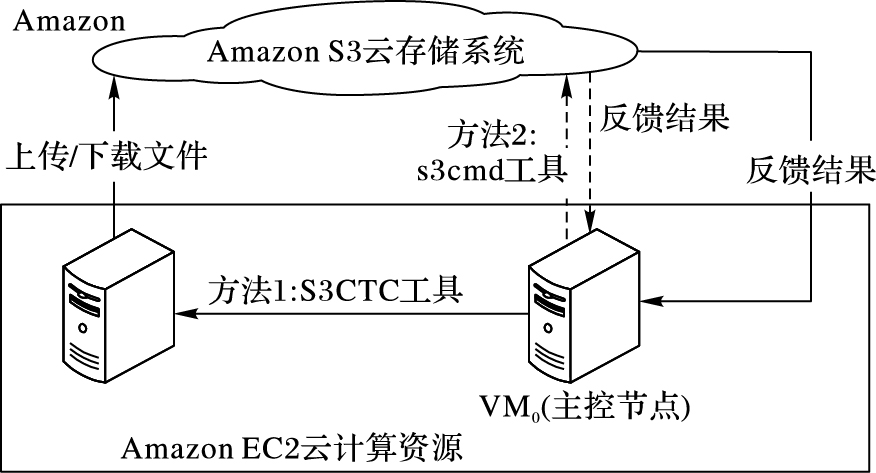 Amazon
Amazon S3云存储系统
上传/下载文件
方法2:
s3cmd工具
反馈结果
反馈结果
方法1:S3CTC工具
VM₀(主控节点)
Amazon EC2云计算资源